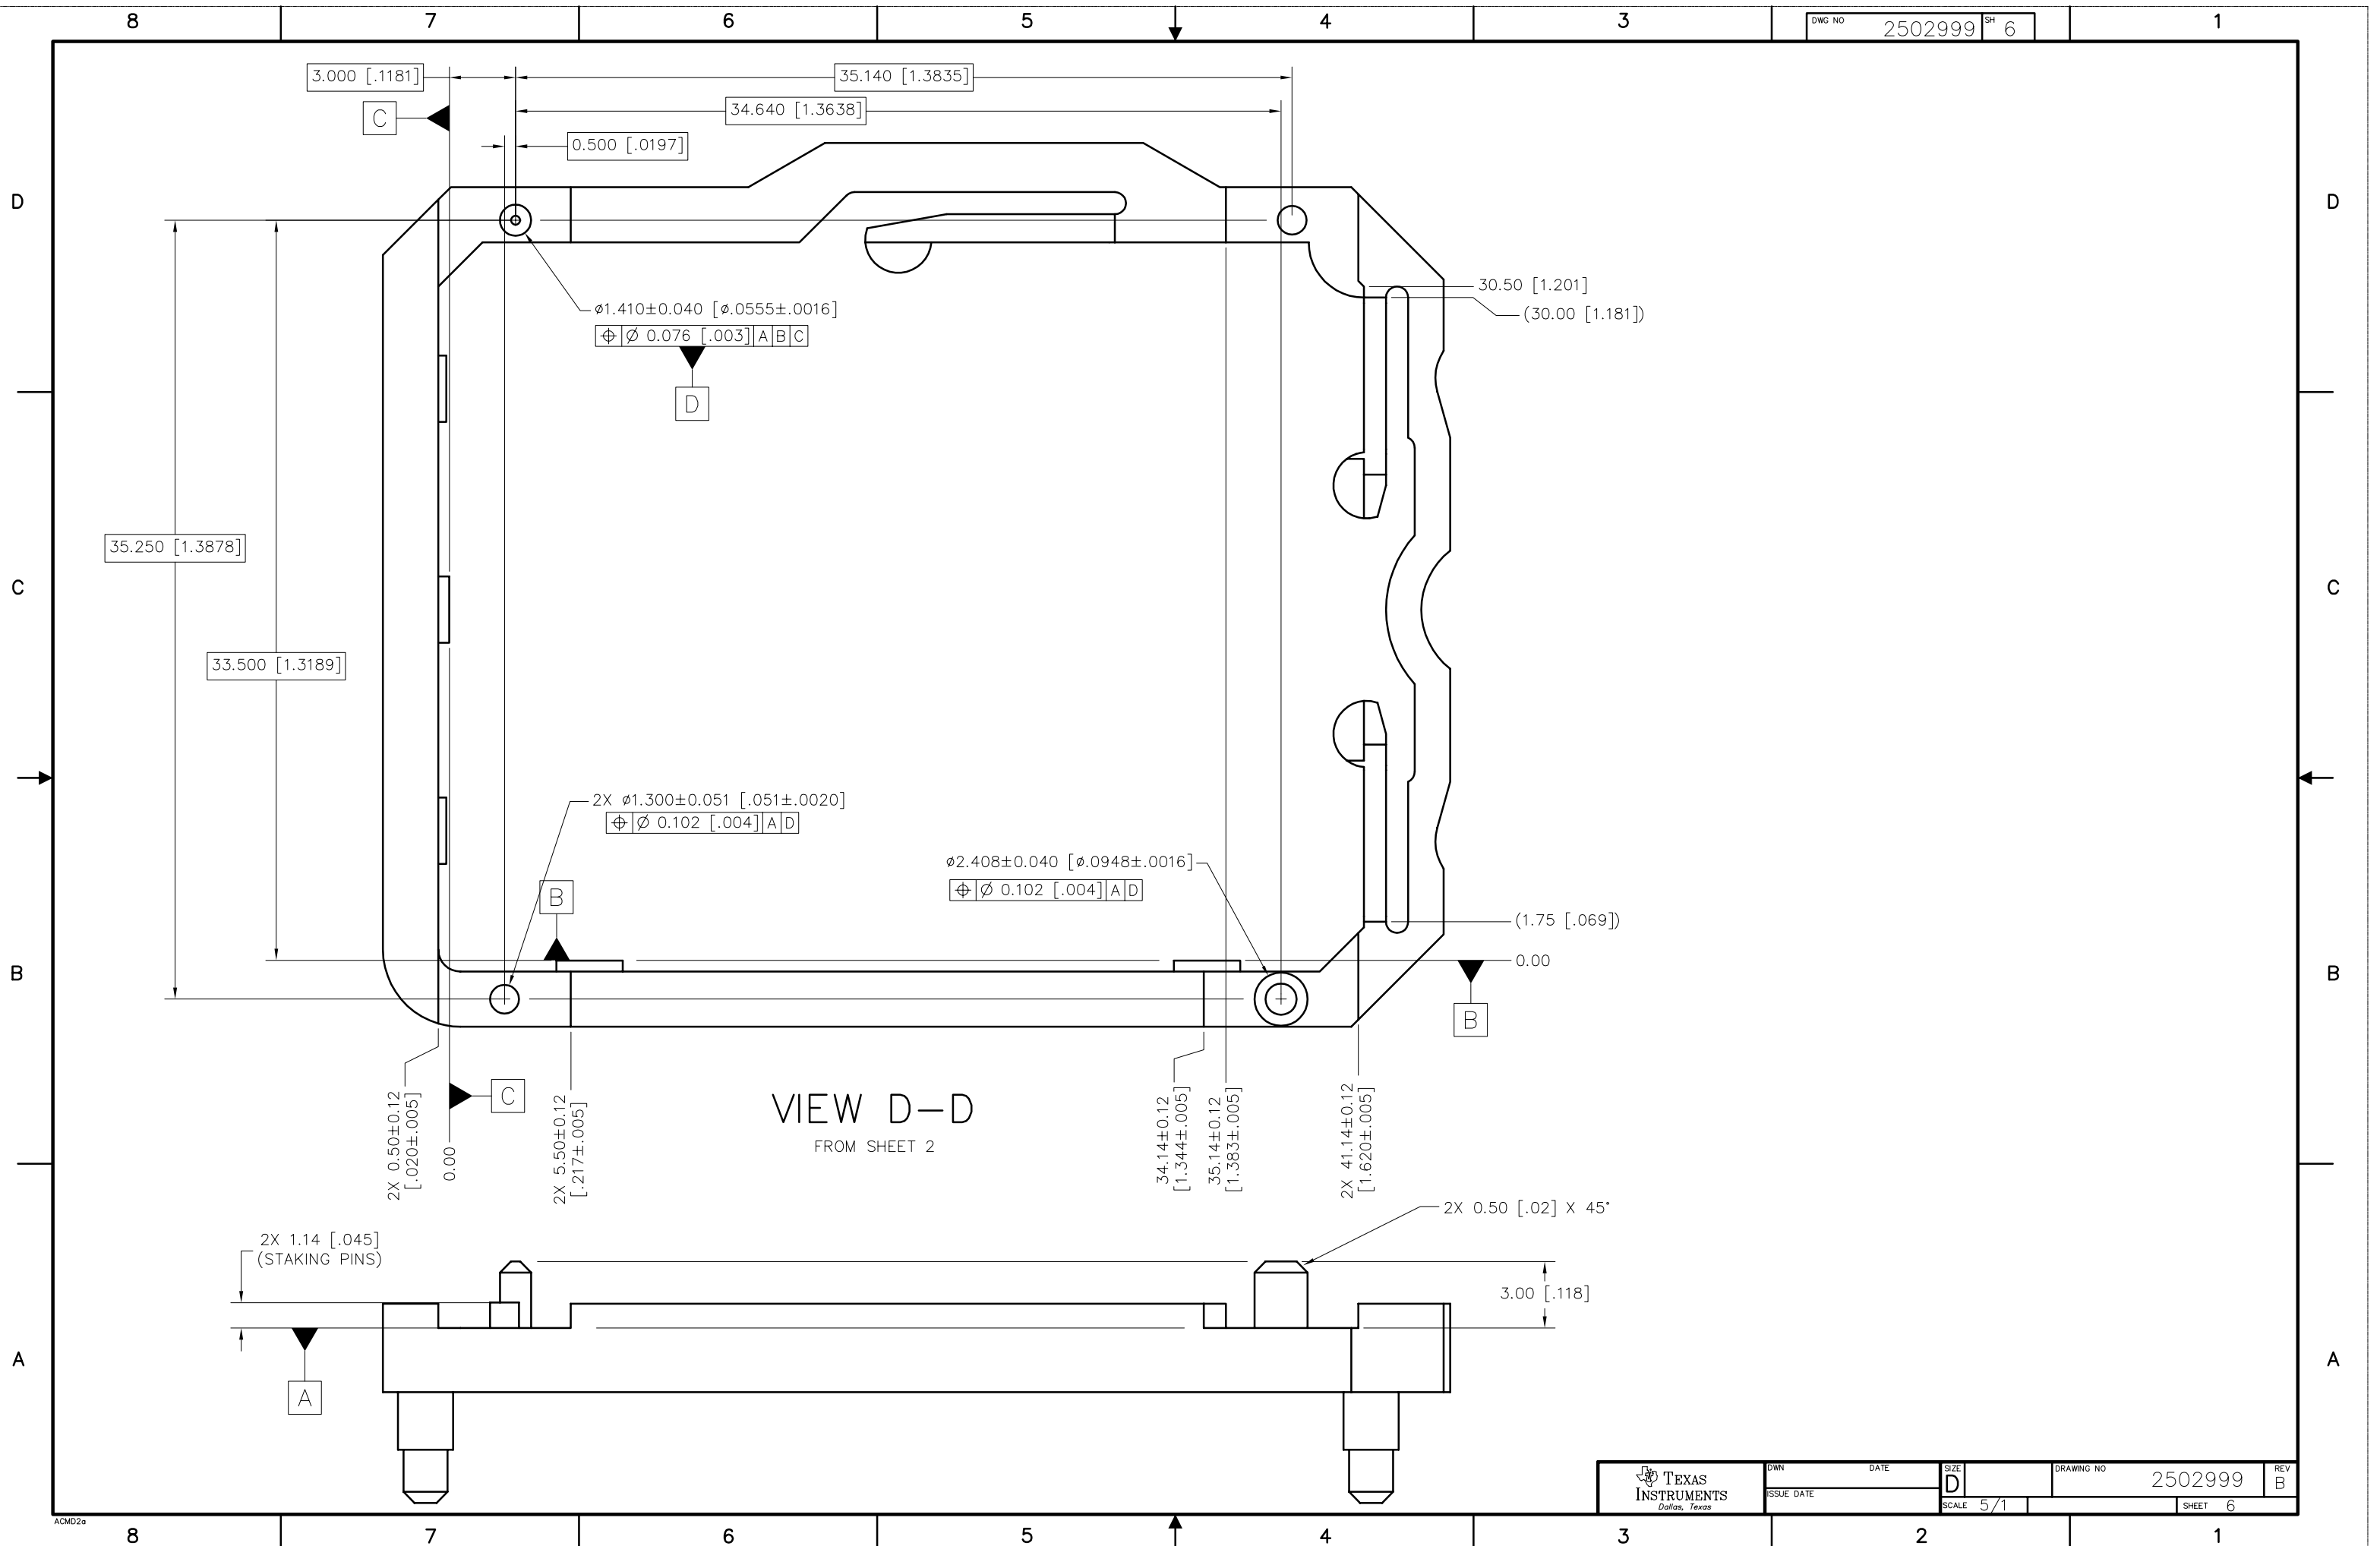 8 7 6 5 4 3 1
DWG NO 2502999 SH 6
3.000 [.1181]
35.140 [1.3835]
34.640 [1.3638]
C
0.500 [.0197]
D D
30.50 [1.201]
(30.00 [1.181])
ø1.410±0.040 [ø.0555±.0016]
⌖ Ø 0.076 [.003] A B C
D
35.250 [1.3878]
C C
33.500 [1.3189]
2X ø1.300±0.051 [.051±.0020]
⌖ Ø 0.102 [.004] A D
ø2.408±0.040 [ø.0948±.0016]
⌖ Ø 0.102 [.004] A D
B
(1.75 [.069])
0.00
B B
B
2X 0.50±0.12
[.020±.005]
0.00
C
2X 5.50±0.12
[.217±.005]
VIEW D-D
FROM SHEET 2
34.14±0.12
[1.344±.005]
35.14±0.12
[1.383±.005]
2X 41.14±0.12
[1.620±.005]
2X 0.50 [.02] X 45°
2X 1.14 [.045]
(STAKING PINS)
3.00 [.118]
A A
A
TEXAS
INSTRUMENTS
Dallas, Texas
DWN DATE
ISSUE DATE
SIZE
D
DRAWING NO
2502999
REV
B
SCALE 5/1
SHEET 6
ACMD2a
8 7 6 5 4 3 2 1